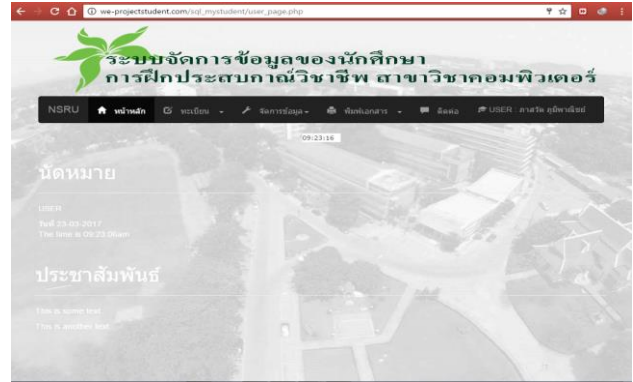 we-projectstudent.com/sql_mystudent/user_page.php
ระบบจัดการข้อมูลของนักศึกษา
การฝึกประสบการณ์วิชาชีพ สาขาวิชาคอมพิวเตอร์
NSRU หน้าหลัก ทะเบียน จัดการข้อมูล พิมพ์เอกสาร ติดต่อ USER :
09:23:16
นัดหมาย
USER
วันที่ 23-03-2017
The time is 09:23:08am
ประชาสัมพันธ์
This is some text
This is another text